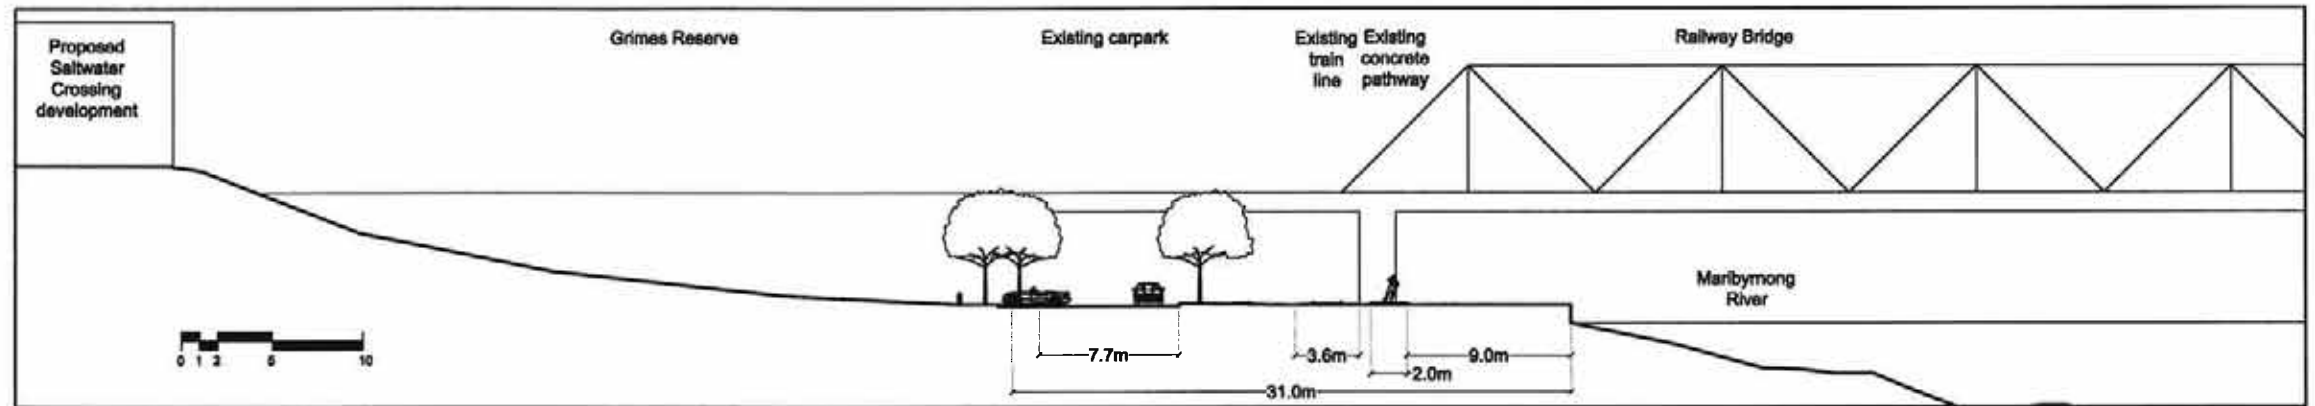 Proposed
Saltwater
Crossing
development
Grimes Reserve
Existing carpark
Existing
train
line
Existing
concrete
pathway
Railway Bridge
Maribyrnong
River
0 1 2 5 10
7.7m
3.6m
9.0m
2.0m
31.0m